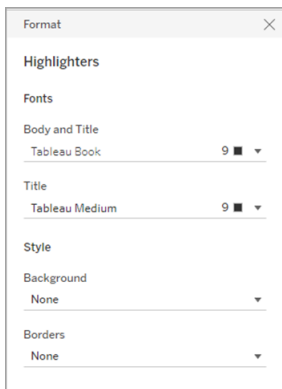 Format
Highlighters
Fonts
Body and Title
Tableau Book 9
Title
Tableau Medium 9
Style
Background
None
Borders
None